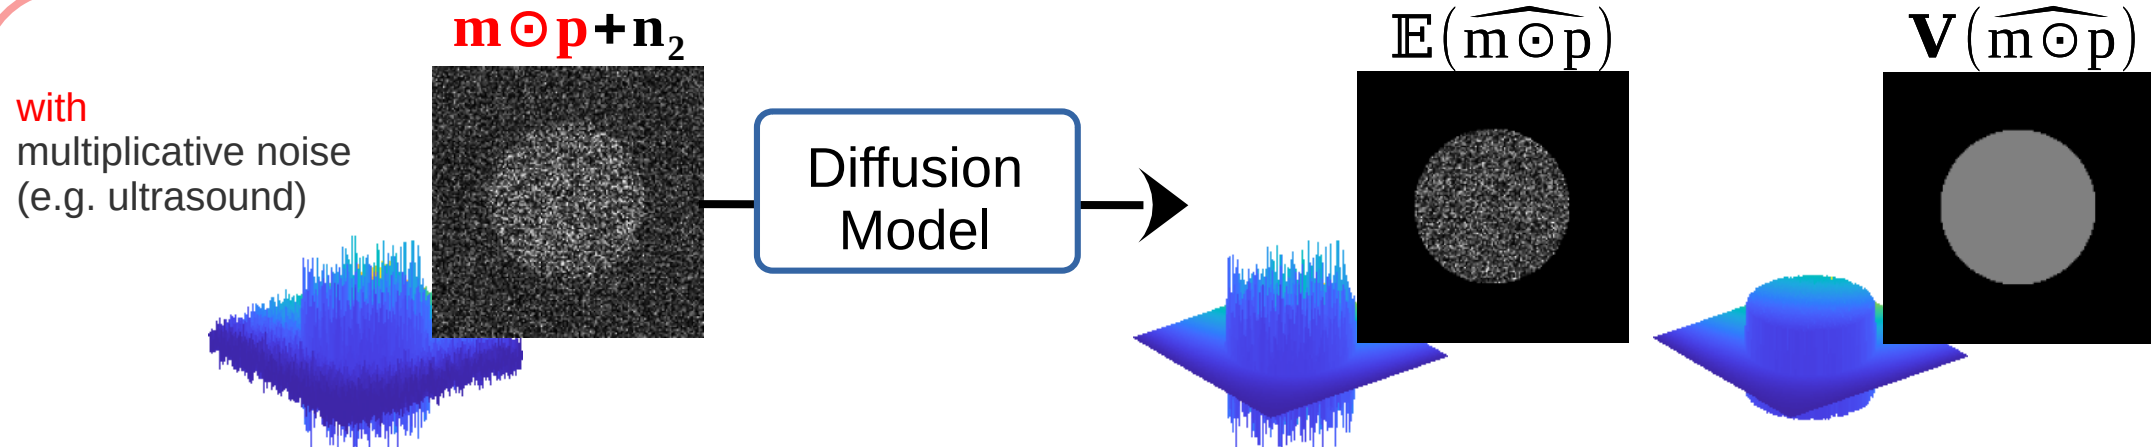 m⊙p+n₂
with
multiplicative noise
(e.g. ultrasound)
Diffusion
Model
𝔼(m⊙p)
V(m⊙p)